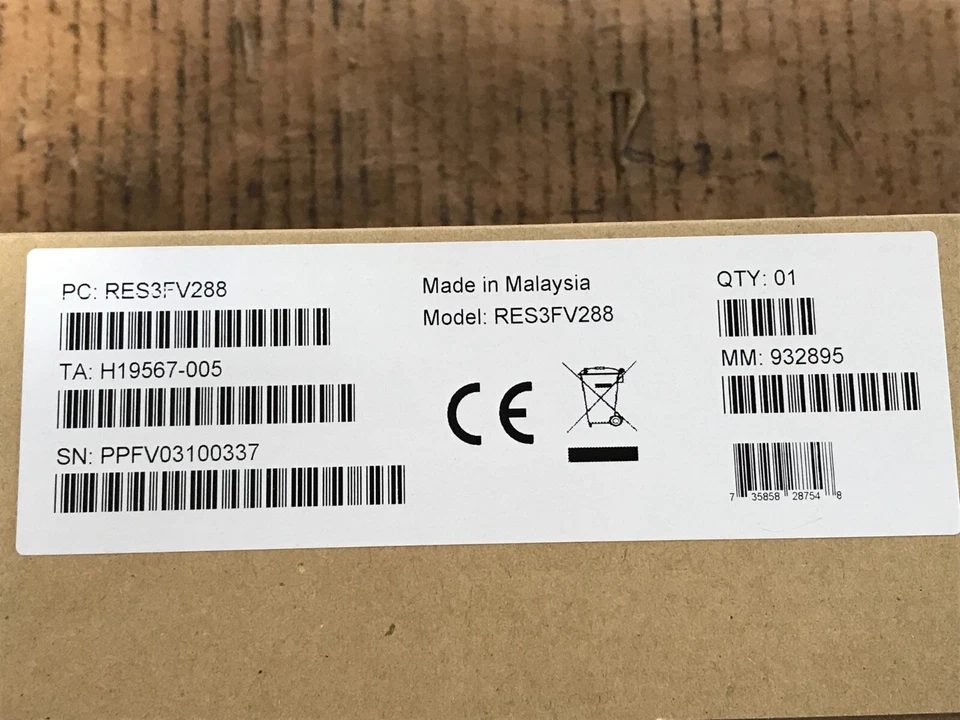 PC: RES3FV288
TA: H19567-005
SN: PPFV03100337
Made in Malaysia
Model: RES3FV288
CE
QTY: 01
MM: 932895
7 35858 28754 8